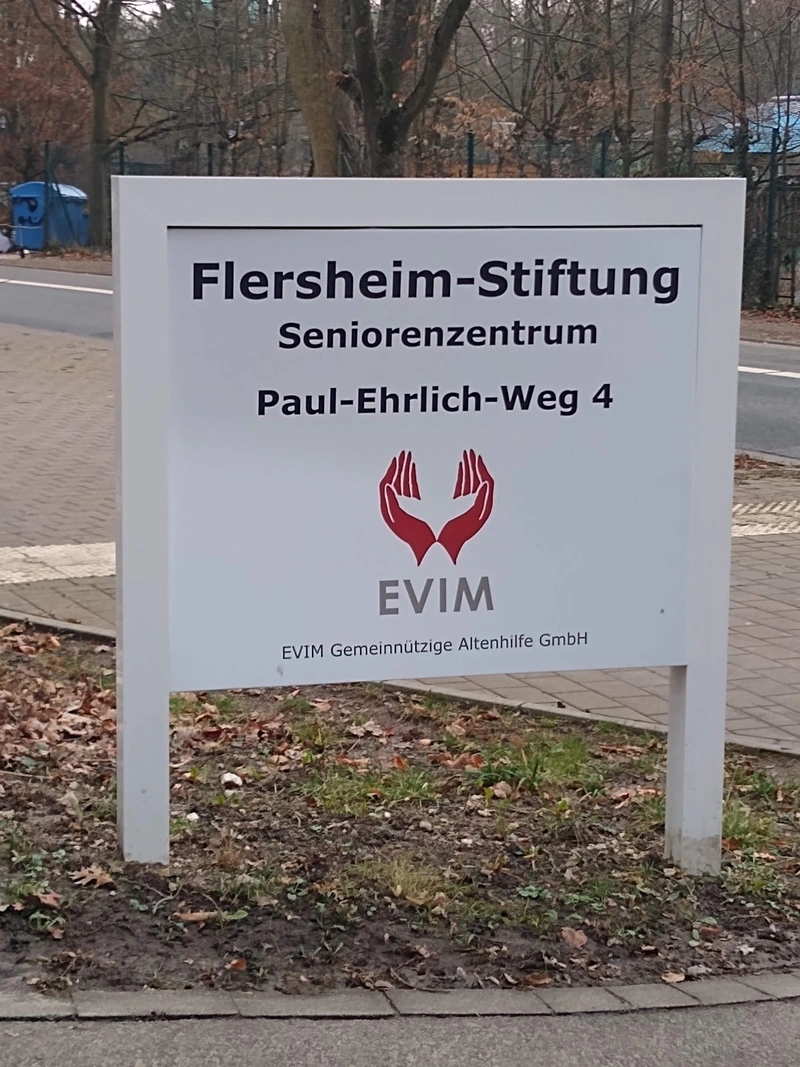 Flersheim-Stiftung
Seniorenzentrum
Paul-Ehrlich-Weg 4
EVIM
EVIM Gemeinnützige Altenhilfe GmbH